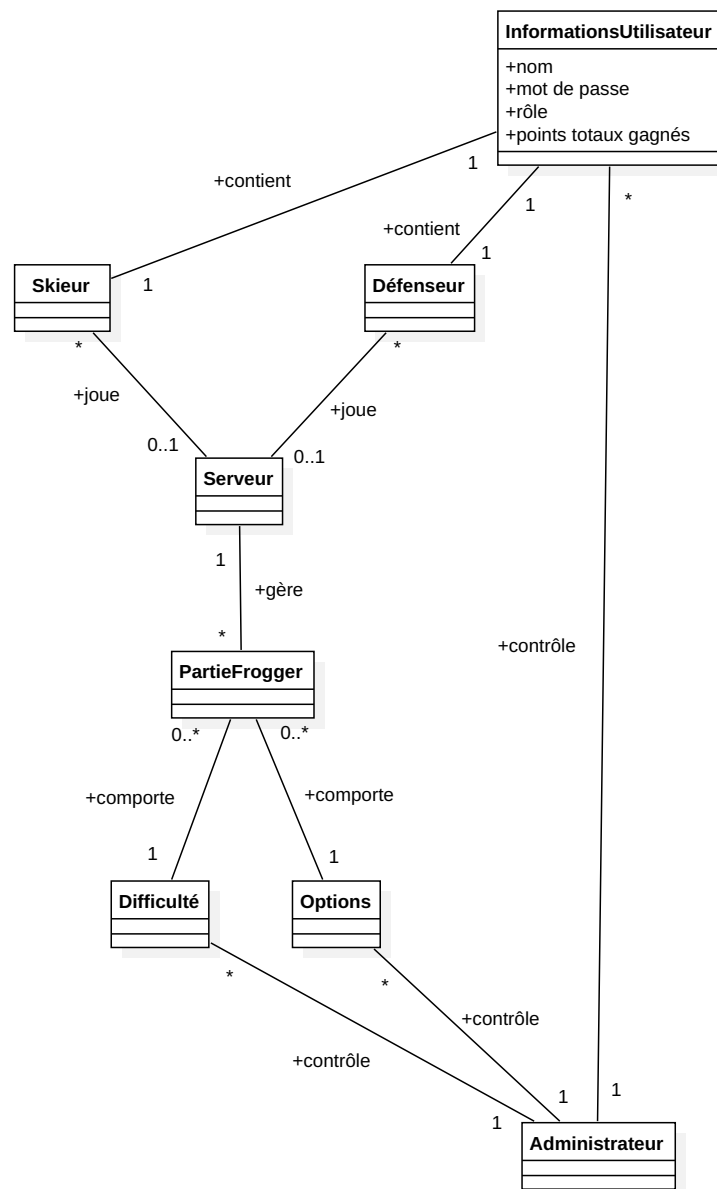 InformationsUtilisateur
+nom
+mot de passe
+rôle
+points totaux gagnés
1
1
*
+contient
+contient
1
1
Skieur
Défenseur
*
*
+joue
+joue
0..1
0..1
Serveur
1
+gère
*
+contrôle
PartieFrogger
0..*
0..*
+comporte
+comporte
1
1
Difficulté
Options
*
*
+contrôle
+contrôle
1
1
1
Administrateur